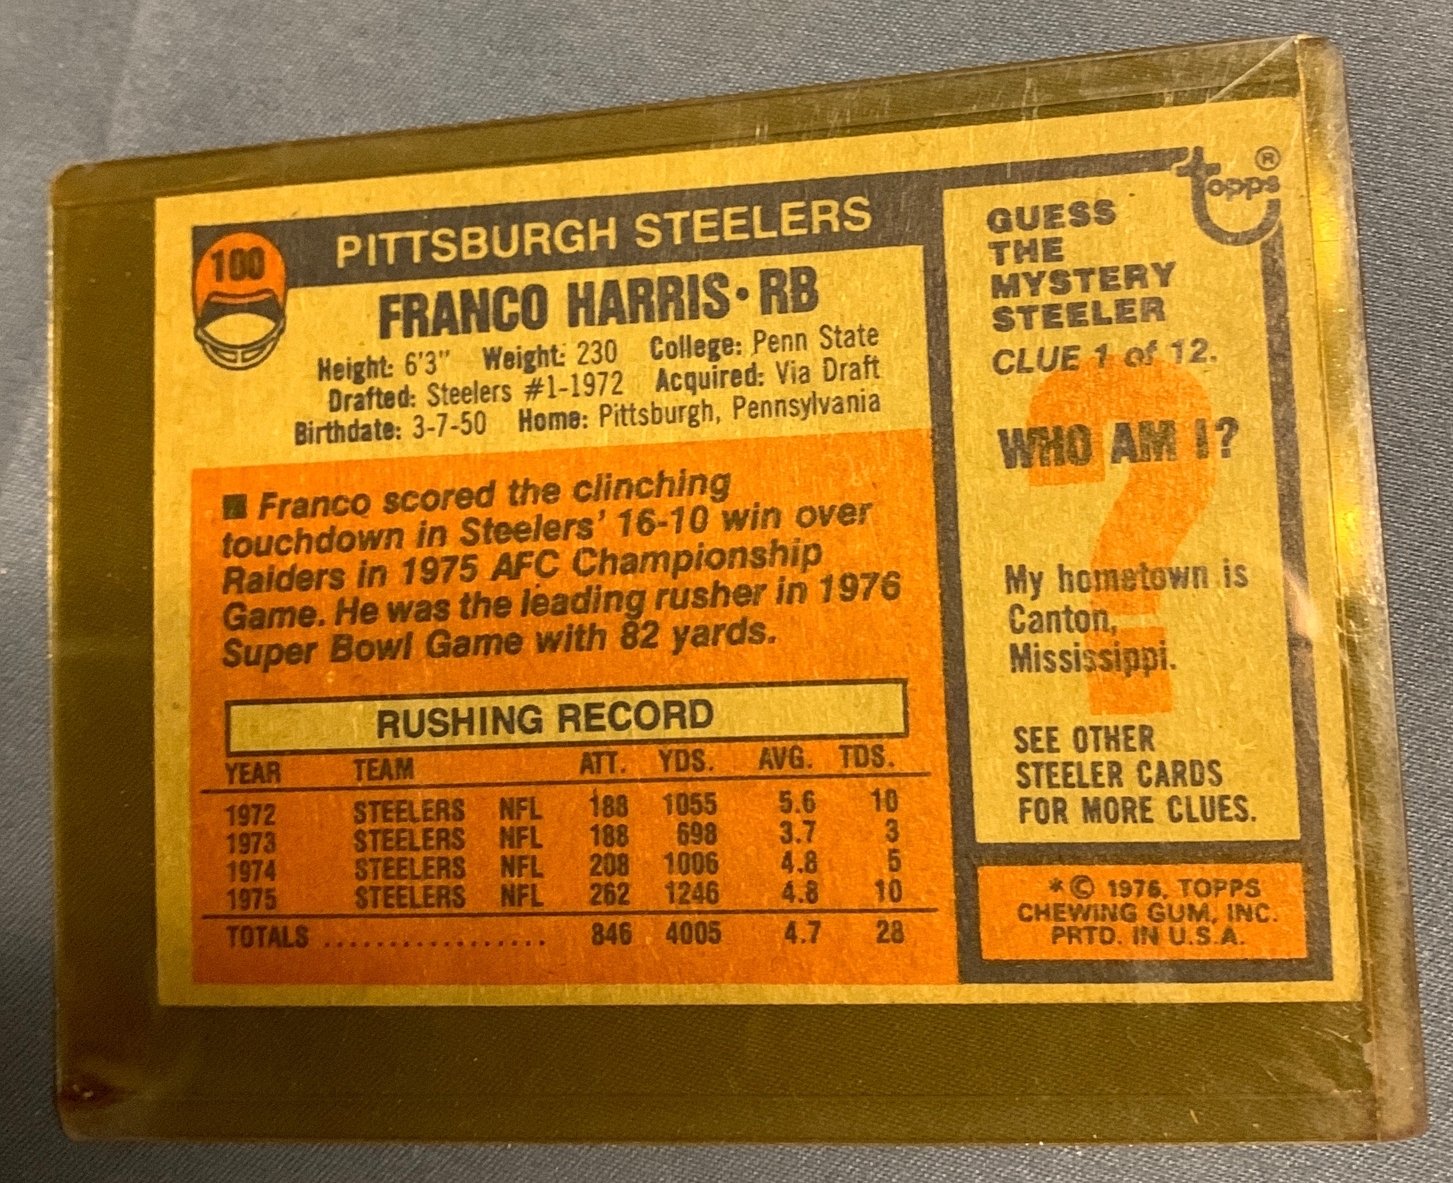 100
PITTSBURGH STEELERS
FRANCO HARRIS•RB
Height: 6'3" Weight: 230 College: Penn State
Drafted: Steelers #1-1972 Acquired: Via Draft
Birthdate: 3-7-50 Home: Pittsburgh, Pennsylvania
■ Franco scored the clinching
touchdown in Steelers' 16-10 win over
Raiders in 1975 AFC Championship
Game. He was the leading rusher in 1976
Super Bowl Game with 82 yards.
RUSHING RECORD
YEAR TEAM ATT. YDS. AVG. TDS.
1972 STEELERS NFL 188 1055 5.6 10
1973 STEELERS NFL 188 698 3.7 3
1974 STEELERS NFL 208 1006 4.8 5
1975 STEELERS NFL 262 1246 4.8 10
TOTALS ................. 846 4005 4.7 28
topps®
GUESS
THE
MYSTERY
STEELER
CLUE 1 of 12.
?
WHO AM I?
My hometown is
Canton,
Mississippi.
SEE OTHER
STEELER CARDS
FOR MORE CLUES.
*© 1976, TOPPS
CHEWING GUM, INC.
PRTD. IN U.S.A.